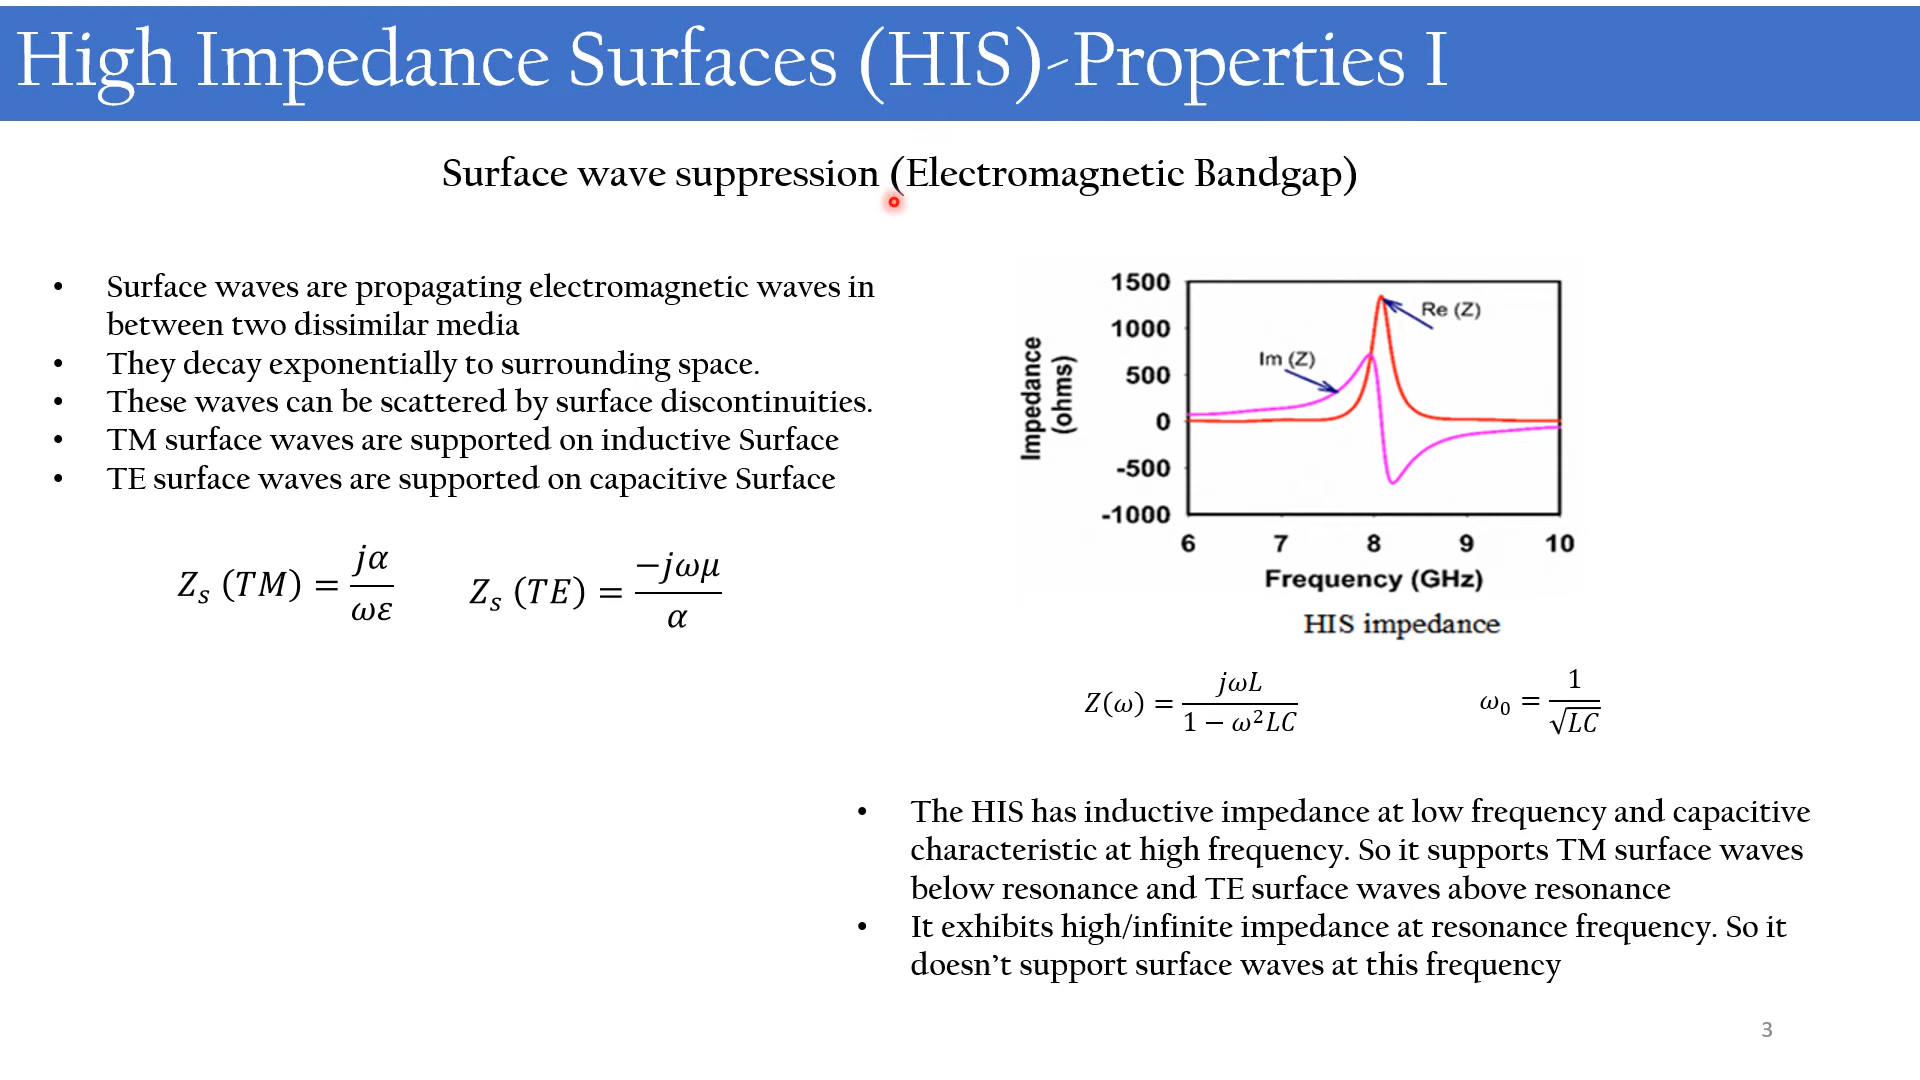 High Impedance Surfaces (HIS)-Properties I
Surface wave suppression (Electromagnetic Bandgap)
• Surface waves are propagating electromagnetic waves in
between two dissimilar media
• They decay exponentially to surrounding space.
• These waves can be scattered by surface discontinuities.
• TM surface waves are supported on inductive Surface
• TE surface waves are supported on capacitive Surface
Zₛ (TM) = jα / ωε
Zₛ (TE) = −jωμ / α
Impedance
(ohms)
1500
1000
500
0
-500
-1000
Re (Z)
Im (Z)
6 7 8 9 10
Frequency (GHz)
HIS impedance
Z(ω) = jωL / 1 − ω²LC
ω₀ = 1 / √LC
• The HIS has inductive impedance at low frequency and capacitive
characteristic at high frequency. So it supports TM surface waves
below resonance and TE surface waves above resonance
• It exhibits high/infinite impedance at resonance frequency. So it
doesn't support surface waves at this frequency
3